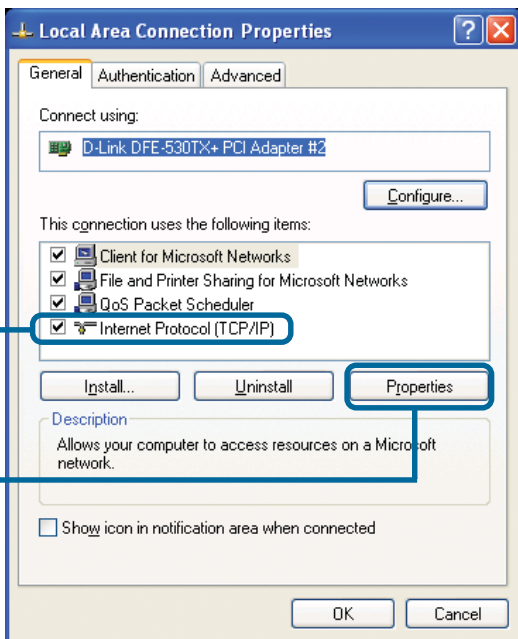 Local Area Connection Properties
General Authentication Advanced
Connect using:
D-Link DFE-530TX+ PCI Adapter #2
Configure...
This connection uses the following items:
Client for Microsoft Networks
File and Printer Sharing for Microsoft Networks
QoS Packet Scheduler
Internet Protocol (TCP/IP)
Install... Uninstall Properties
Description
Allows your computer to access resources on a Microsoft
network.
Show icon in notification area when connected
OK Cancel